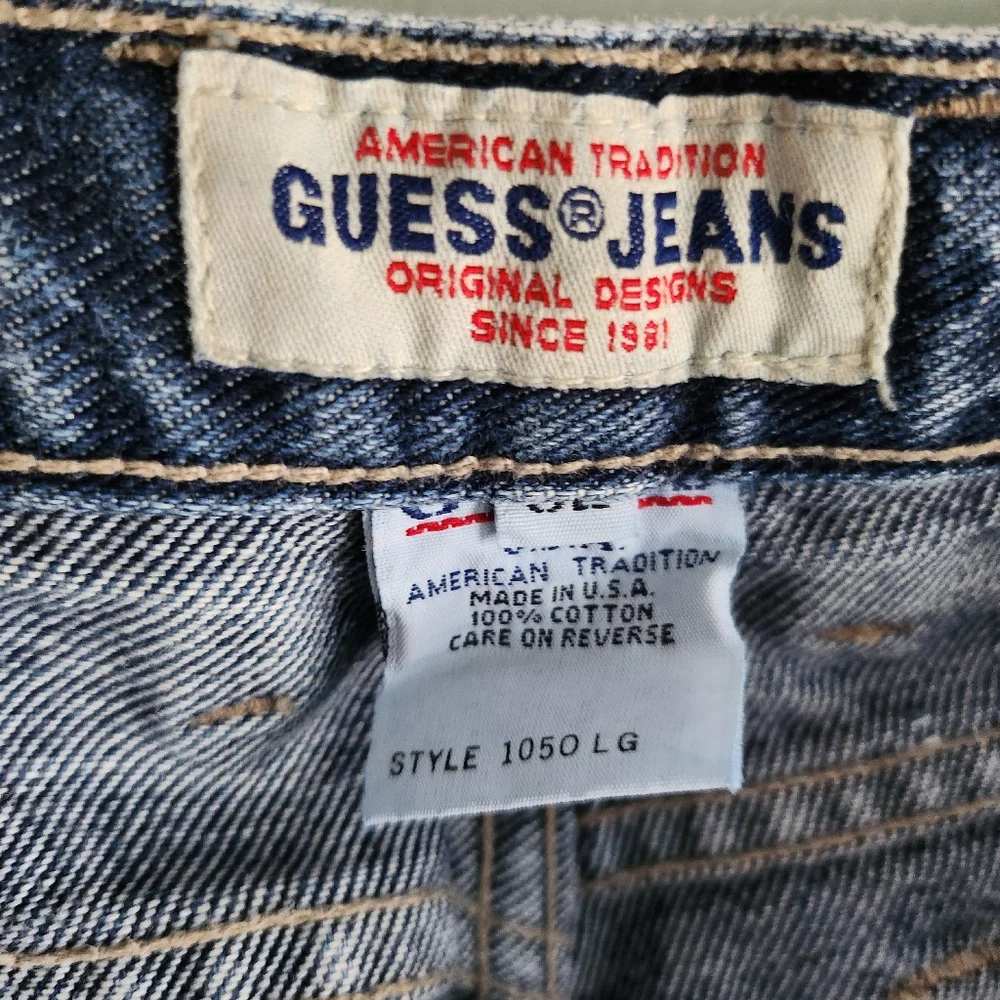 AMERICAN TRADITION
GUESS® JEANS
ORIGINAL DESIGNS
SINCE 1981
AMERICAN TRADITION
MADE IN U.S.A.
100% COTTON
CARE ON REVERSE
STYLE 1050 LG